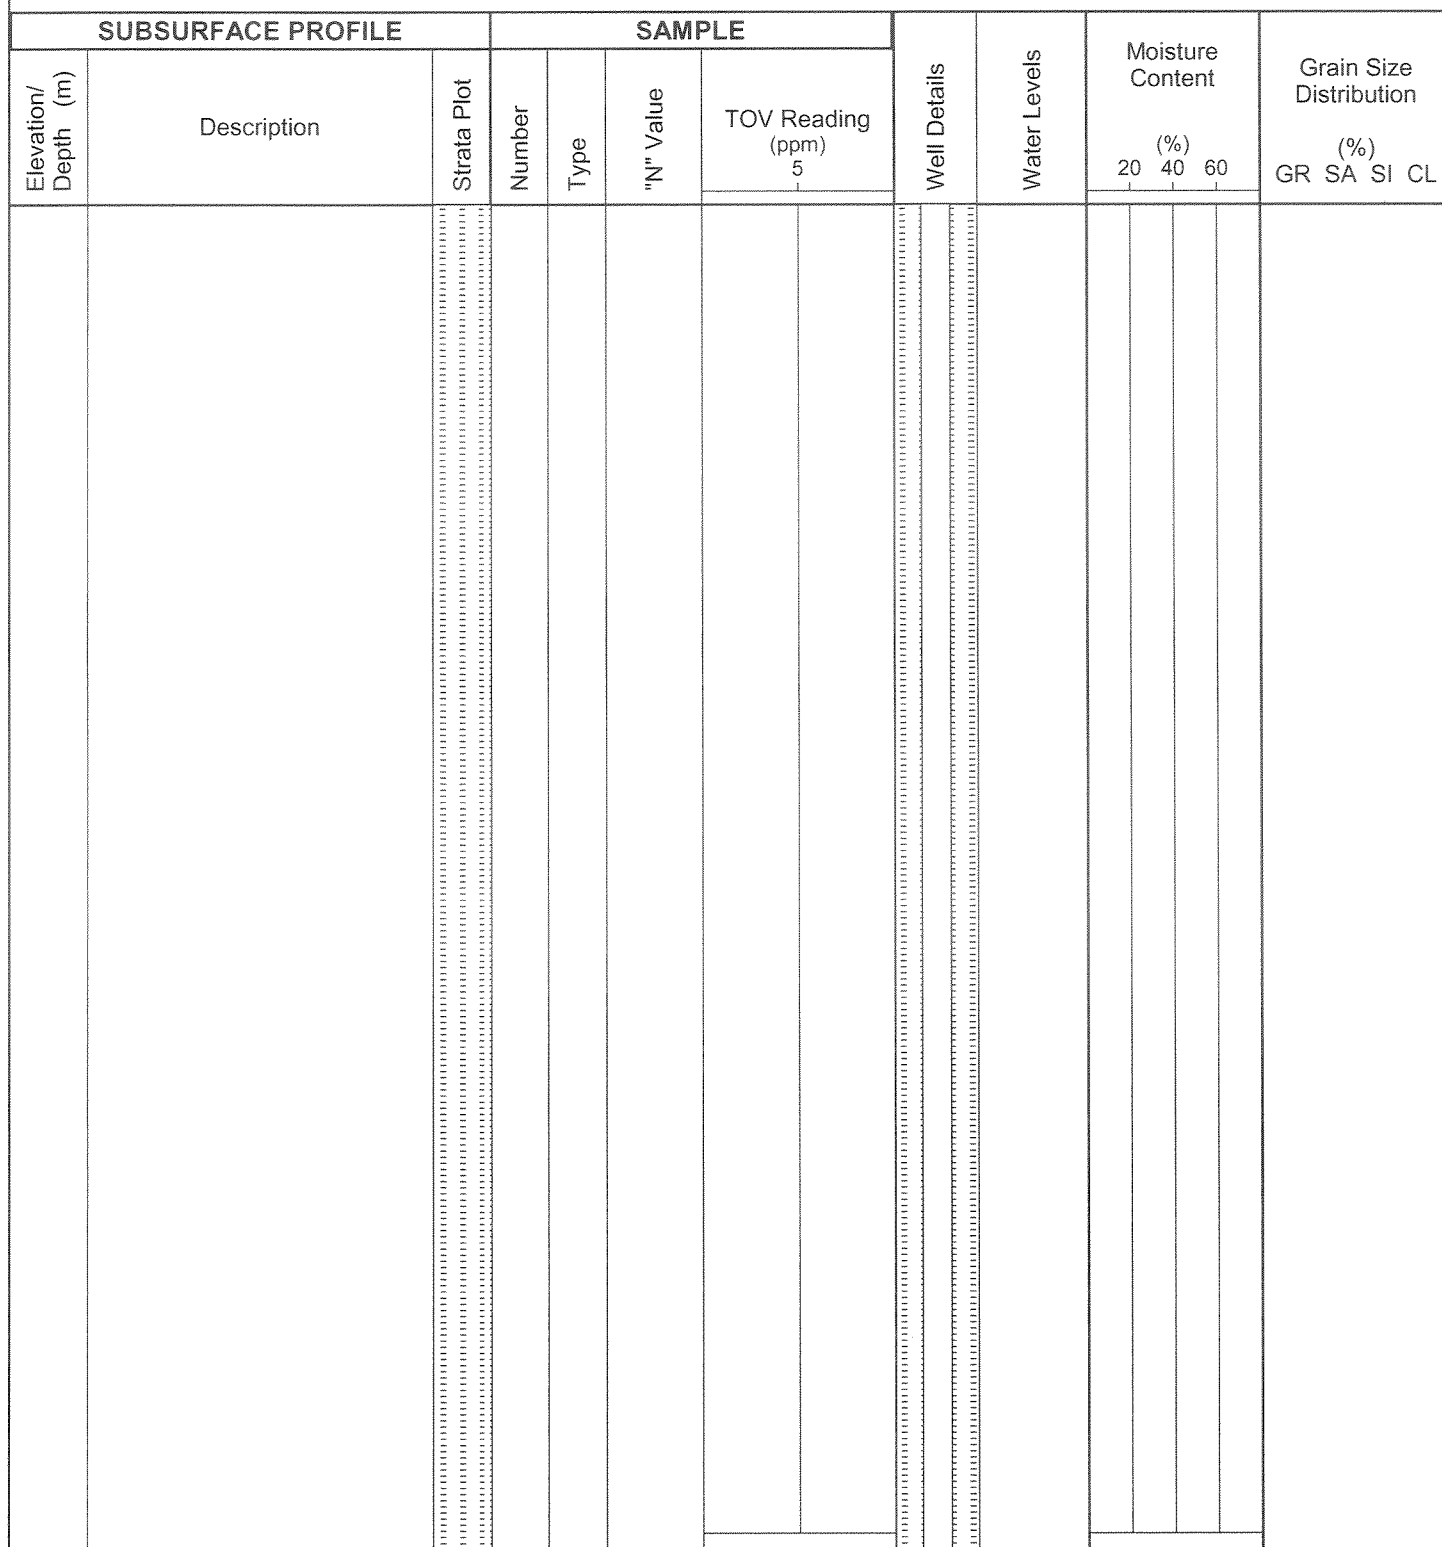 SUBSURFACE PROFILE
SAMPLE
Elevation/
Depth (m)
Description
Strata Plot
Number
Type
"N" Value
TOV Reading
(ppm)
5
Well Details
Water Levels
Moisture
Content
(%)
20 40 60
Grain Size
Distribution
(%)
GR SA SI CL